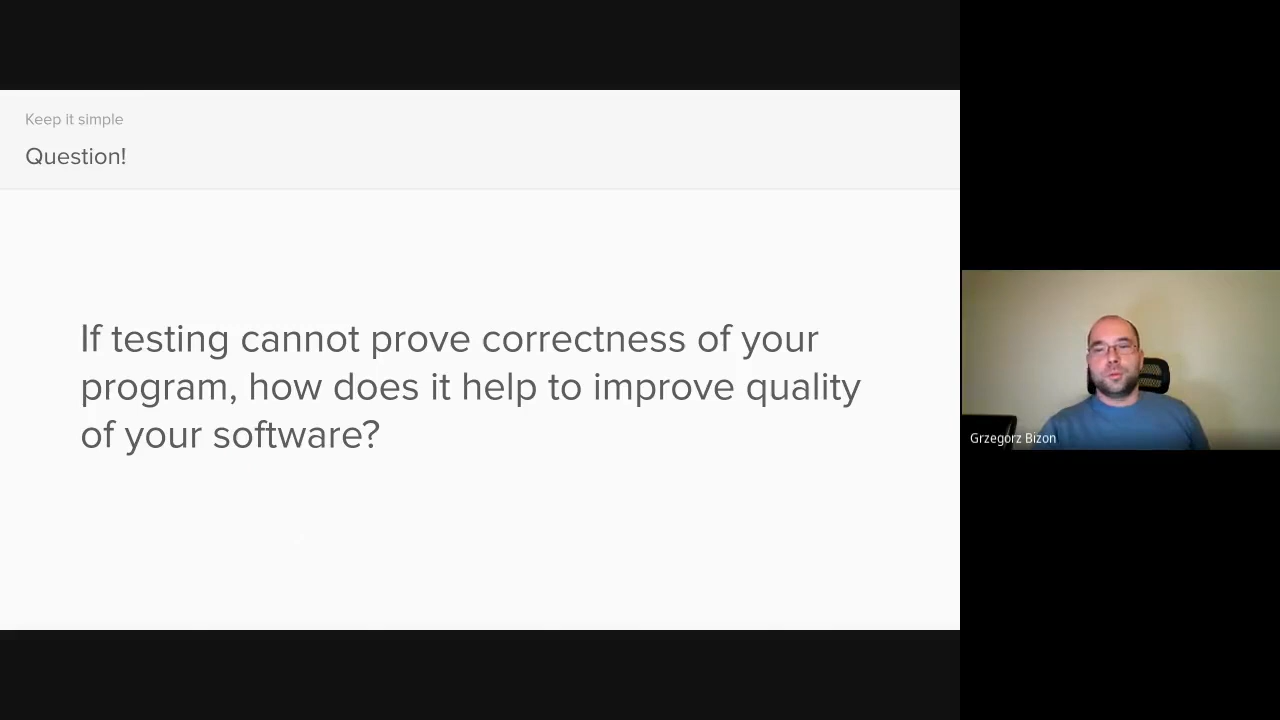 Keep it simple
Question!
If testing cannot prove correctness of your
program, how does it help to improve quality
of your software?
Grzegorz Bizon